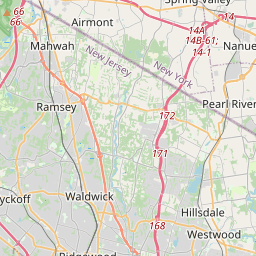 Spring Valley
Airmont
14
14A
14B-61;
14-1
66
66
Mahwah
Nanue
New Jersey
New York
Ramsey
Pearl River
172
171
Waldwick
yckoff
Hillsdale
168
Westwood
Ridgewood